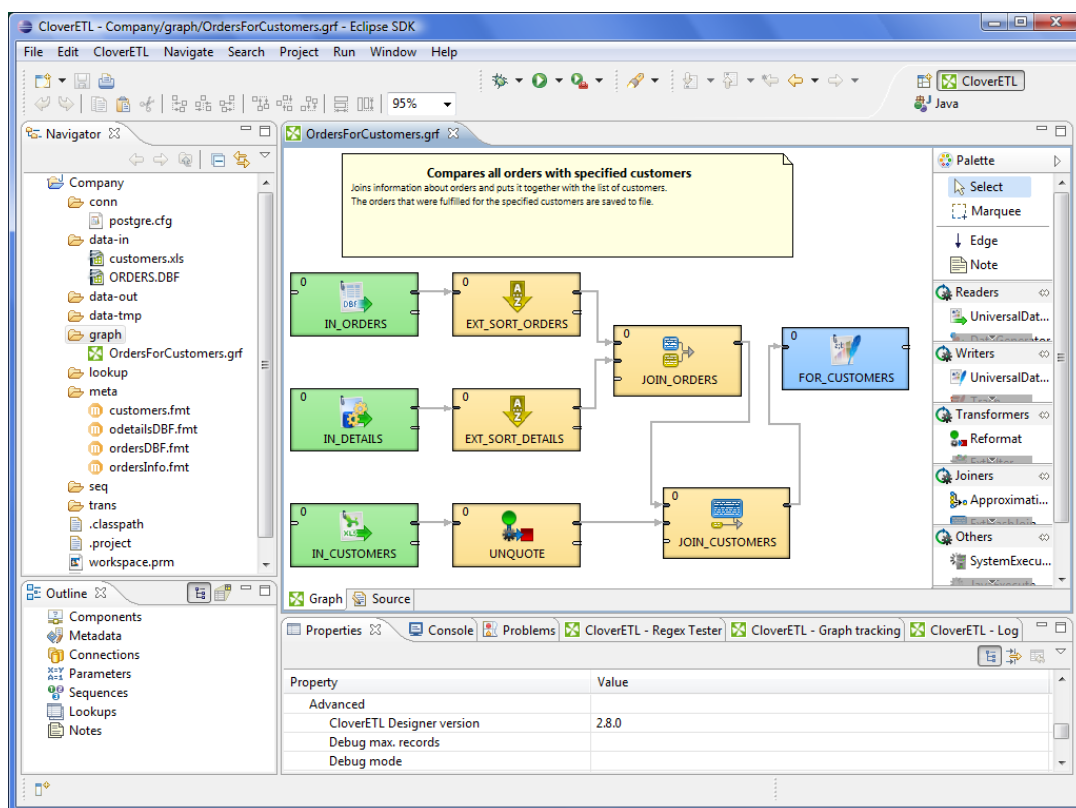 CloverETL - Company/graph/OrdersForCustomers.grf - Eclipse SDK
File Edit CloverETL Navigate Search Project Run Window Help
CloverETL
95%
Java
Navigator
OrdersForCustomers.grf
Company
conn
postgre.cfg
data-in
customers.xls
ORDERS.DBF
data-out
data-tmp
graph
OrdersForCustomers.grf
lookup
meta
customers.fmt
odetailsDBF.fmt
ordersDBF.fmt
ordersInfo.fmt
seq
trans
.classpath
.project
workspace.prm
Compares all orders with specified customers
Joins information about orders and puts it together with the list of customers.
The orders that were fulfilled for the specified customers are saved to file.
0
DBF
IN_ORDERS
0
A
Z
EXT_SORT_ORDERS
0
JOIN_ORDERS
0
FOR_CUSTOMERS
0
IN_DETAILS
0
A
Z
EXT_SORT_DETAILS
0
XLS
IN_CUSTOMERS
0
UNQUOTE
0
JOIN_CUSTOMERS
Palette
Select
Marquee
Edge
Note
Readers
UniversalDat...
Writers
UniversalDat...
Transformers
Reformat
Joiners
Approximati...
Others
SystemExecu...
Graph Source
Outline
Components
Metadata
Connections
Parameters
Sequences
Lookups
Notes
Properties Console Problems CloverETL - Regex Tester CloverETL - Graph tracking CloverETL - Log
Property Value
Advanced
CloverETL Designer version 2.8.0
Debug max. records
Debug mode